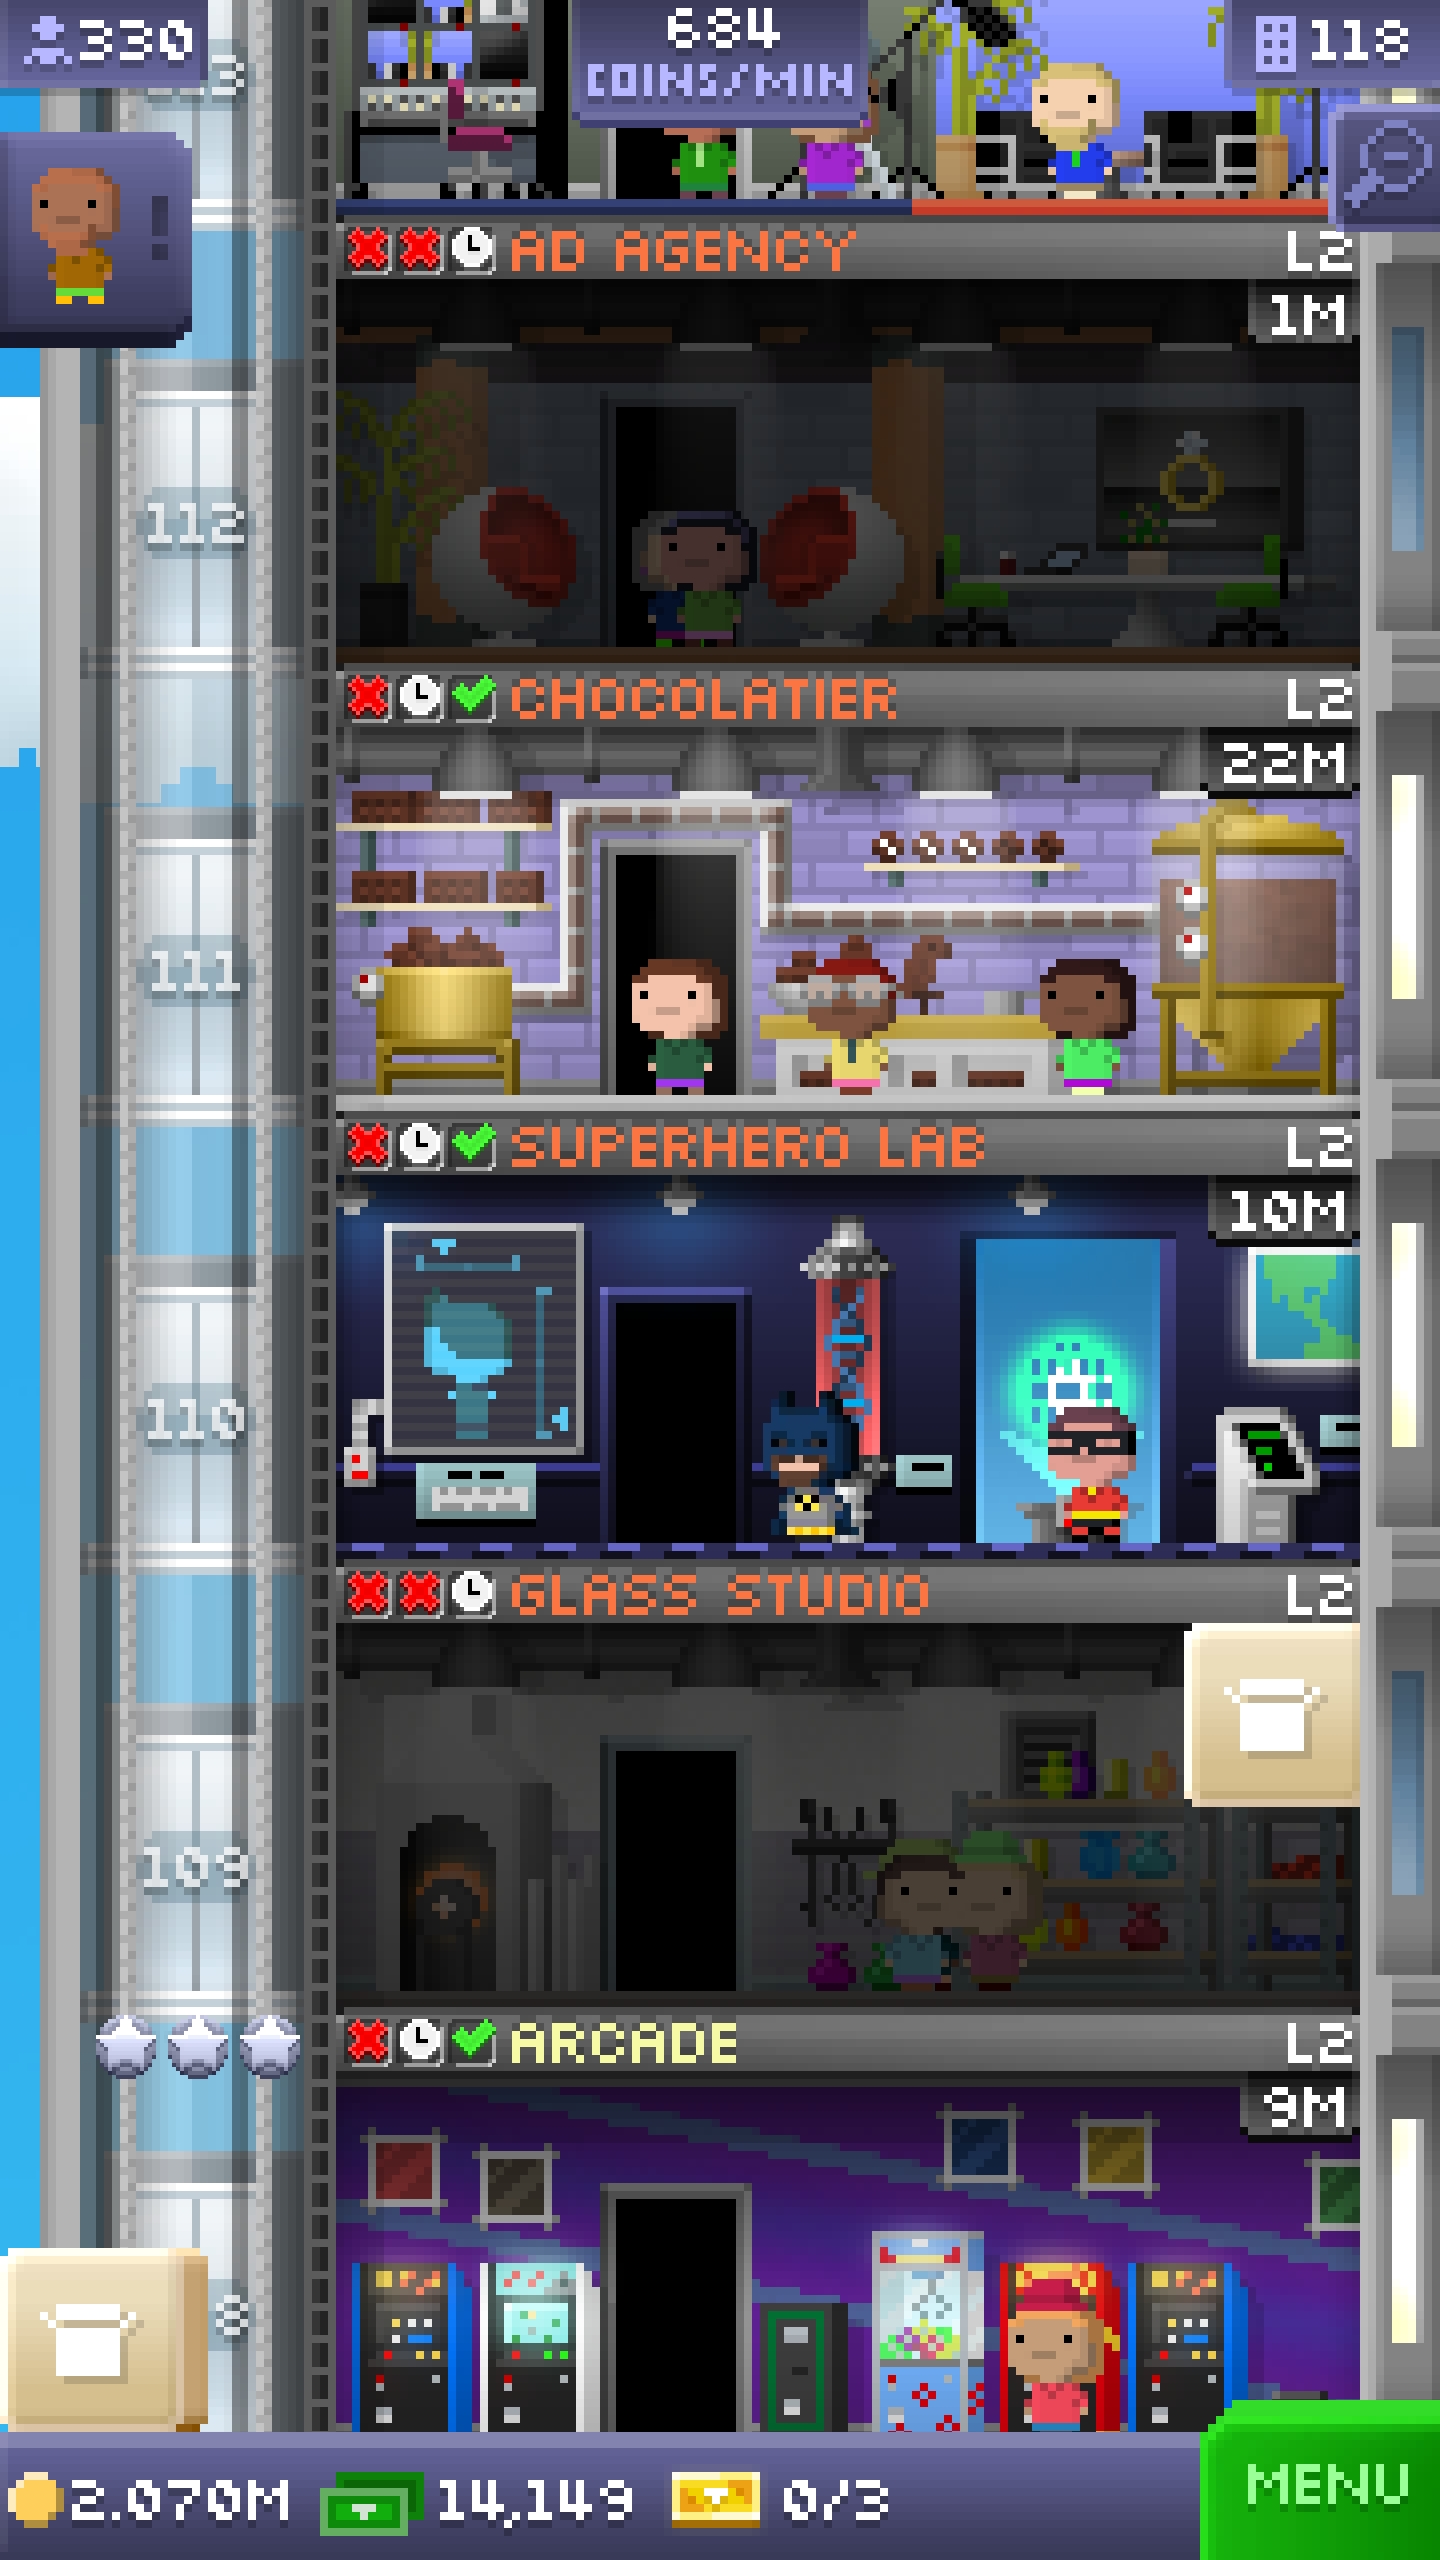 330
684
COINS/MIN
118
AD AGENCY
L2
1M
112
CHOCOLATIER
L2
22M
111
SUPERHERO LAB
L2
10M
110
GLASS STUDIO
L2
109
ARCADE
L2
9M
8
2.070M
14,149
0/3
MENU